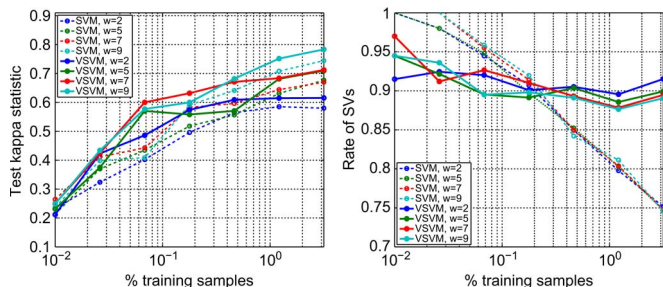 0.9
0.8
0.7
0.6
0.5
0.4
0.3
0.2
0.1
Test kappa statistic
SVM, w=2
SVM, w=5
SVM, w=7
SVM, w=9
VSVM, w=2
VSVM, w=5
VSVM, w=7
VSVM, w=9
10⁻² 10⁻¹ 10⁰
% training samples
1
0.95
0.9
0.85
0.8
0.75
0.7
Rate of SVs
SVM, w=2
SVM, w=5
SVM, w=7
SVM, w=9
VSVM, w=2
VSVM, w=5
VSVM, w=7
VSVM, w=9
10⁻² 10⁻¹ 10⁰
% training samples